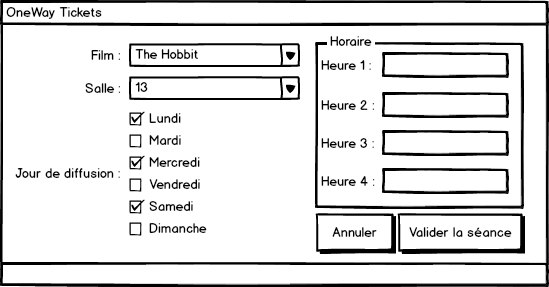 OneWay Tickets
Film :
The Hobbit
Salle :
13
Jour de diffusion :
Lundi
Mardi
Mercredi
Vendredi
Samedi
Dimanche
Horaire
Heure 1 :
Heure 2 :
Heure 3 :
Heure 4 :
Annuler
Valider la séance